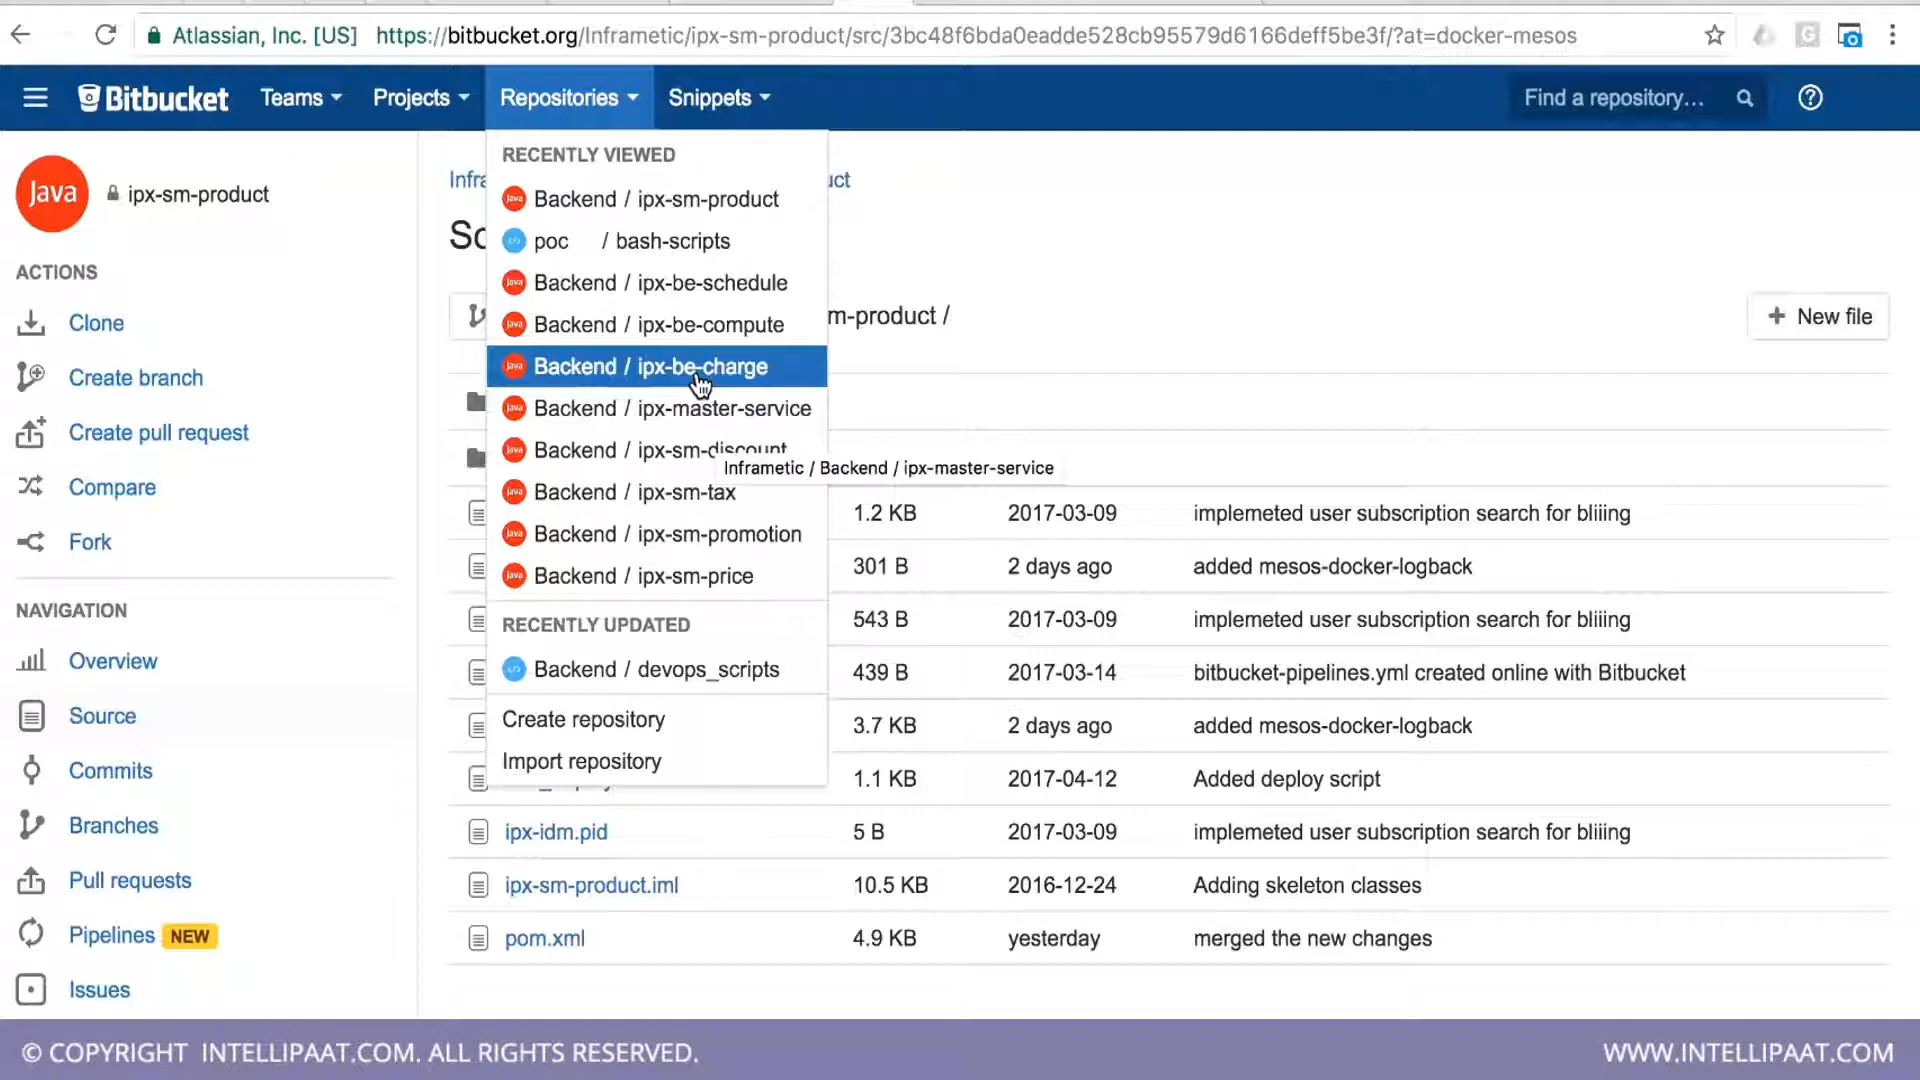 Atlassian, Inc. [US] https://bitbucket.org/Inframetic/ipx-sm-product/src/3bc48f6bda0eadde528cb95579d6166deff5be3f/?at=docker-mesos
Bitbucket Teams Projects Repositories Snippets Find a repository...
Java ipx-sm-product
ACTIONS
Clone
Create branch
Create pull request
Compare
Fork
NAVIGATION
Overview
Source
Commits
Branches
Pull requests
Pipelines NEW
Issues
RECENTLY VIEWED
Backend / ipx-sm-product
poc / bash-scripts
Backend / ipx-be-schedule
Backend / ipx-be-compute
Backend / ipx-be-charge
Backend / ipx-master-service
Backend / ipx-sm-discount
Inframetic / Backend / ipx-master-service
Backend / ipx-sm-tax
Backend / ipx-sm-promotion
Backend / ipx-sm-price
RECENTLY UPDATED
Backend / devops_scripts
Create repository
Import repository
m-product /
New file
1.2 KB 2017-03-09 implemeted user subscription search for bliiing
301 B 2 days ago added mesos-docker-logback
543 B 2017-03-09 implemeted user subscription search for bliiing
439 B 2017-03-14 bitbucket-pipelines.yml created online with Bitbucket
3.7 KB 2 days ago added mesos-docker-logback
1.1 KB 2017-04-12 Added deploy script
ipx-idm.pid 5 B 2017-03-09 implemeted user subscription search for bliiing
ipx-sm-product.iml 10.5 KB 2016-12-24 Adding skeleton classes
pom.xml 4.9 KB yesterday merged the new changes
© COPYRIGHT INTELLIPAAT.COM. ALL RIGHTS RESERVED.
WWW.INTELLIPAAT.COM